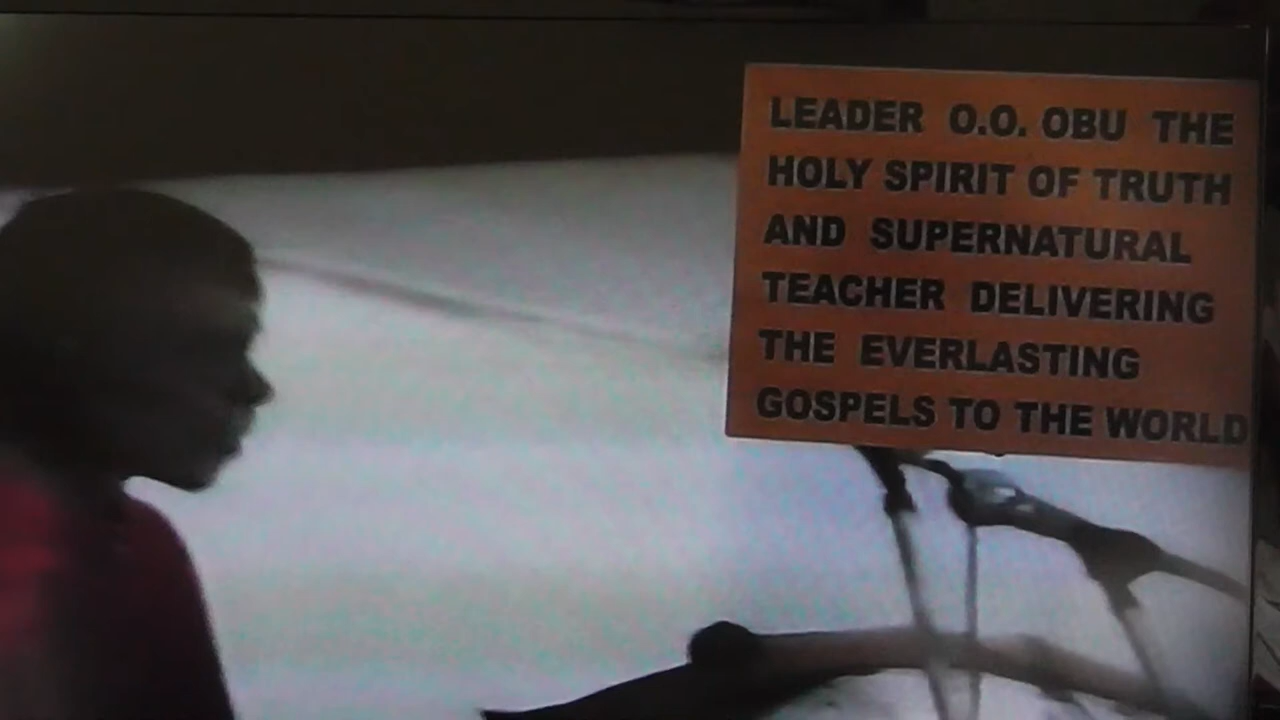 LEADER O.O. OBU THE
HOLY SPIRIT OF TRUTH
AND SUPERNATURAL
TEACHER DELIVERING
THE EVERLASTING
GOSPELS TO THE WORLD